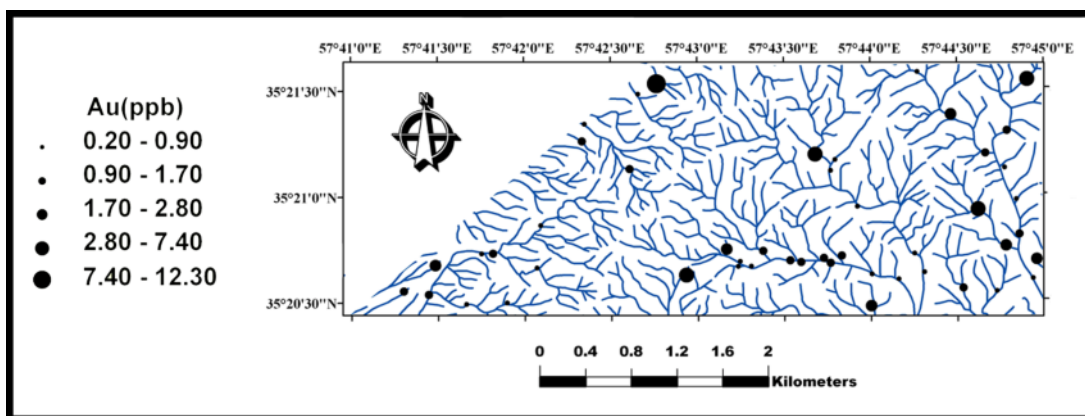 57°41'0"E 57°41'30"E 57°42'0"E 57°42'30"E 57°43'0"E 57°43'30"E 57°44'0"E 57°44'30"E 57°45'0"E
35°21'30"N
35°21'0"N
35°20'30"N
N
Au(ppb)
0.20 - 0.90
0.90 - 1.70
1.70 - 2.80
2.80 - 7.40
7.40 - 12.30
0 0.4 0.8 1.2 1.6 2
Kilometers